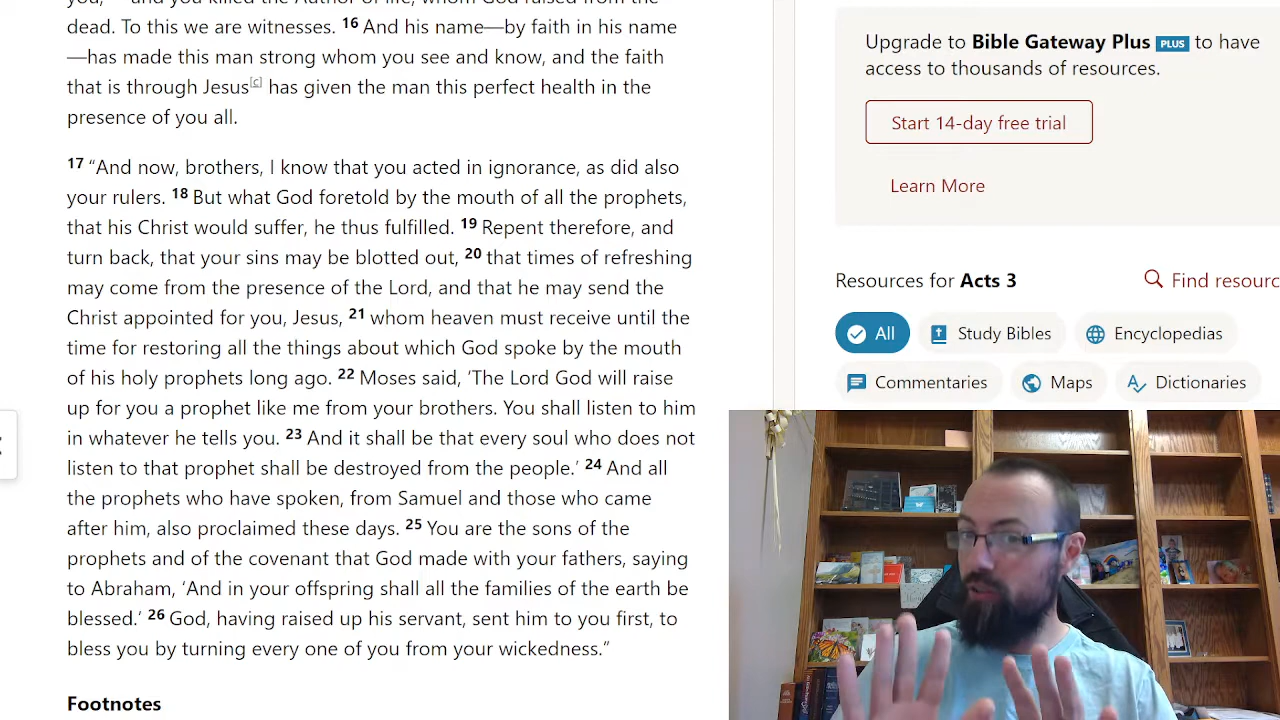 you, and you killed the Author of life, whom God raised from the
dead. To this we are witnesses. 16 And his name—by faith in his name
—has made this man strong whom you see and know, and the faith
that is through Jesus[c] has given the man this perfect health in the
presence of you all.
17 “And now, brothers, I know that you acted in ignorance, as did also
your rulers. 18 But what God foretold by the mouth of all the prophets,
that his Christ would suffer, he thus fulfilled. 19 Repent therefore, and
turn back, that your sins may be blotted out, 20 that times of refreshing
may come from the presence of the Lord, and that he may send the
Christ appointed for you, Jesus, 21 whom heaven must receive until the
time for restoring all the things about which God spoke by the mouth
of his holy prophets long ago. 22 Moses said, ‘The Lord God will raise
up for you a prophet like me from your brothers. You shall listen to him
in whatever he tells you. 23 And it shall be that every soul who does not
listen to that prophet shall be destroyed from the people.’ 24 And all
the prophets who have spoken, from Samuel and those who came
after him, also proclaimed these days. 25 You are the sons of the
prophets and of the covenant that God made with your fathers, saying
to Abraham, ‘And in your offspring shall all the families of the earth be
blessed.’ 26 God, having raised up his servant, sent him to you first, to
bless you by turning every one of you from your wickedness.”
Footnotes
Upgrade to Bible Gateway Plus PLUS to have
access to thousands of resources.
Start 14-day free trial
Learn More
Resources for Acts 3
Find resourc
All
Study Bibles
Encyclopedias
Commentaries
Maps
Dictionaries